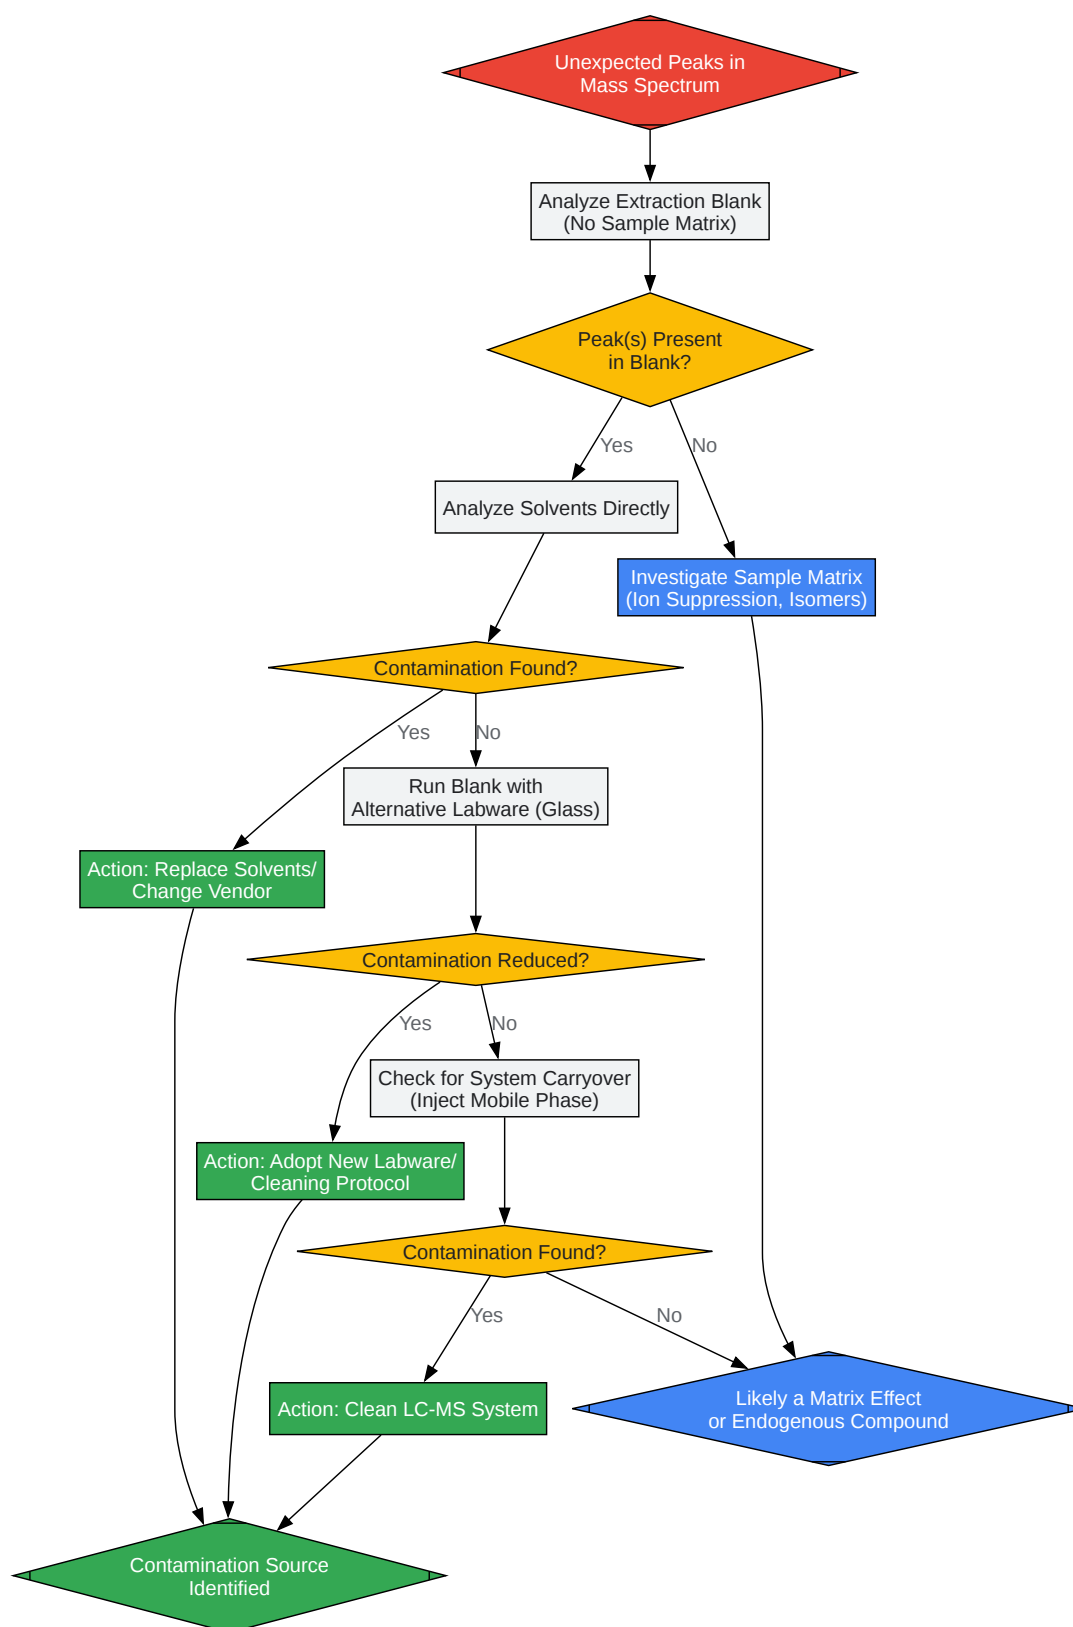 Unexpected Peaks in
Mass Spectrum
Analyze Extraction Blank
(No Sample Matrix)
Peak(s) Present
in Blank?
Yes
No
Analyze Solvents Directly
Investigate Sample Matrix
(Ion Suppression, Isomers)
Contamination Found?
Yes
No
Run Blank with
Alternative Labware (Glass)
Action: Replace Solvents/
Change Vendor
Contamination Reduced?
Yes
No
Check for System Carryover
(Inject Mobile Phase)
Action: Adopt New Labware/
Cleaning Protocol
Contamination Found?
Yes
No
Action: Clean LC-MS System
Likely a Matrix Effect
or Endogenous Compound
Contamination Source
Identified